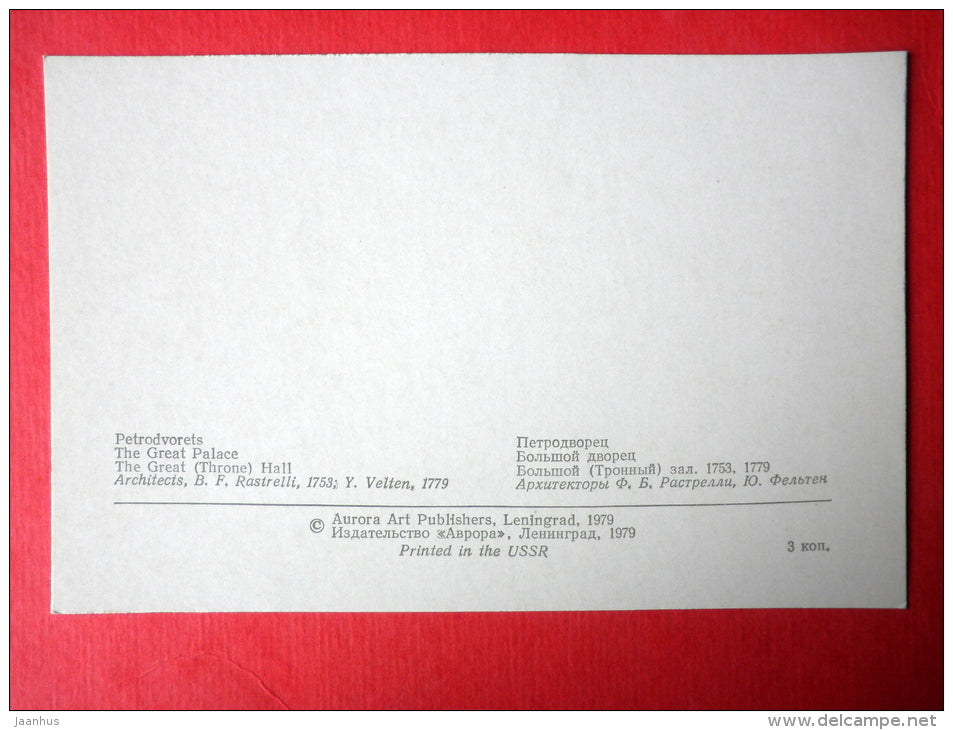 Petrodvorets
The Great Palace
The Great (Throne) Hall
Architects, B. F. Rastrelli, 1753; Y. Velten, 1779
Петродворец
Большой дворец
Большой (Тронный) зал. 1753, 1779
Архитекторы Ф. Б. Растрелли, Ю. Фельтен
© Aurora Art Publishers, Leningrad, 1979
Издательство «Аврора», Ленинград, 1979
Printed in the USSR
3 коп.
Jaanhus
www.delcampe.net